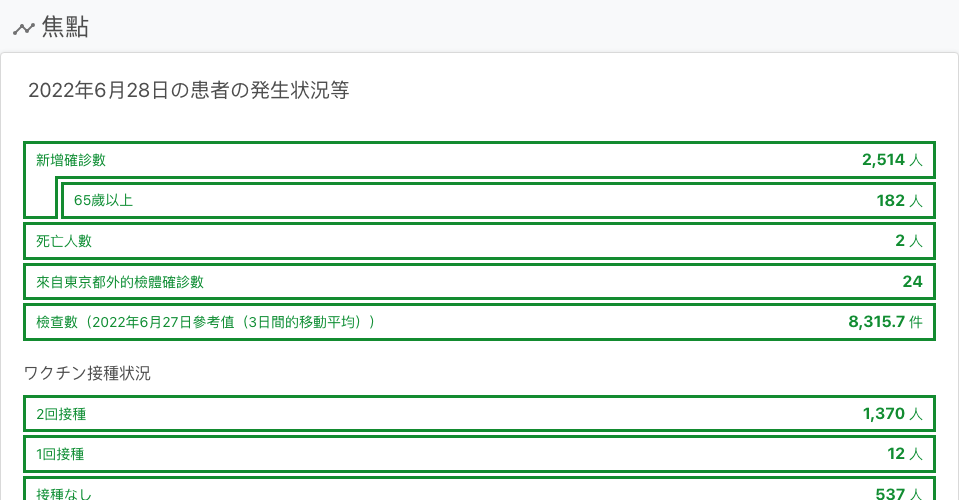 焦點
2022年6月28日の患者の発生状況等
新增確診數 2,514 人
65歲以上 182 人
死亡人數 2 人
來自東京都外的檢體確診數 24
檢查數（2022年6月27日參考值（3日間的移動平均）） 8,315.7 件
ワクチン接種状況
2回接種 1,370 人
1回接種 12 人
接種なし 537 人